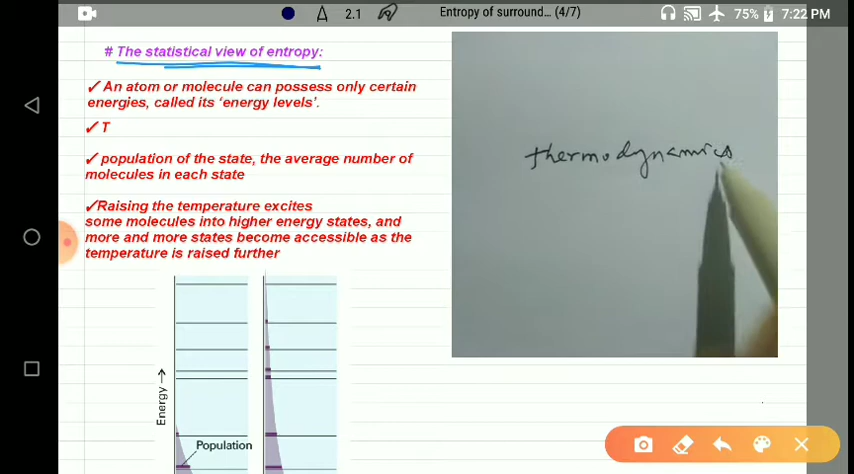 2.1
Entropy of surround... (4/7)
75%
7:22 PM
# The statistical view of entropy:
✓ An atom or molecule can possess only certain
energies, called its ‘energy levels’.
✓ T
✓ population of the state, the average number of
molecules in each state
✓Raising the temperature excites
some molecules into higher energy states, and
more and more states become accessible as the
temperature is raised further
thermodynamics
Energy →
Population